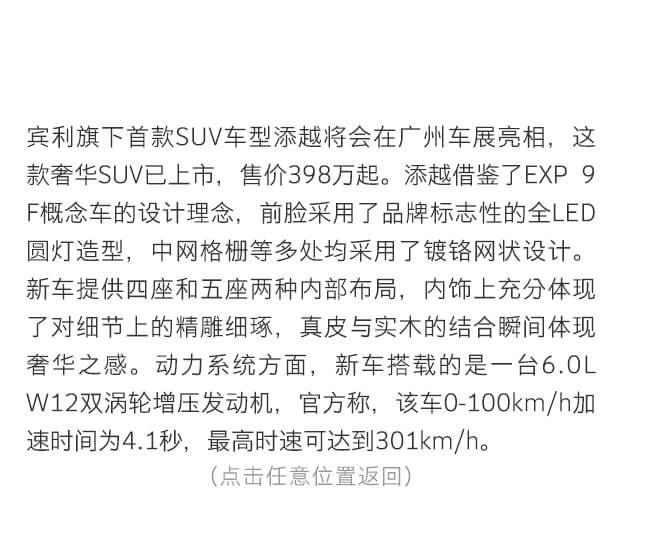 宾利旗下首款SUV车型添越将会在广州车展亮相，这
款奢华SUV已上市，售价398万起。添越借鉴了EXP 9
F概念车的设计理念，前脸采用了品牌标志性的全LED
圆灯造型，中网格栅等多处均采用了镀铬网状设计。
新车提供四座和五座两种内部布局，内饰上充分体现
了对细节上的精雕细琢，真皮与实木的结合瞬间体现
奢华之感。动力系统方面，新车搭载的是一台6.0L
W12双涡轮增压发动机，官方称，该车0-100km/h加
速时间为4.1秒，最高时速可达到301km/h。
（点击任意位置返回）